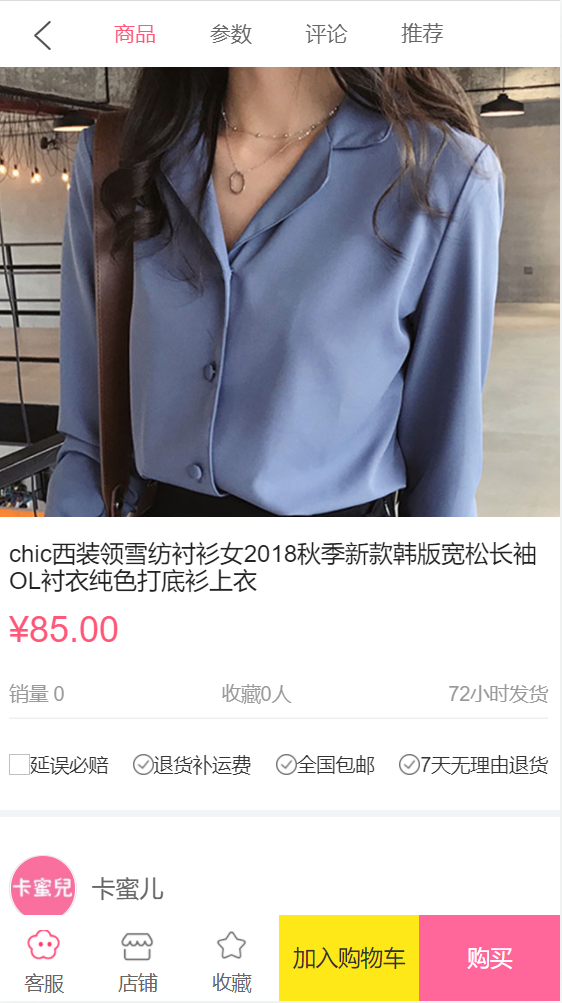 商品 参数 评论 推荐
chic西装领雪纺衬衫女2018秋季新款韩版宽松长袖
OL衬衣纯色打底衫上衣
¥85.00
销量 0 收藏0人 72小时发货
延误必赔 退货补运费 全国包邮 7天无理由退货
卡蜜兒 卡蜜儿
客服 店铺 收藏 加入购物车 购买